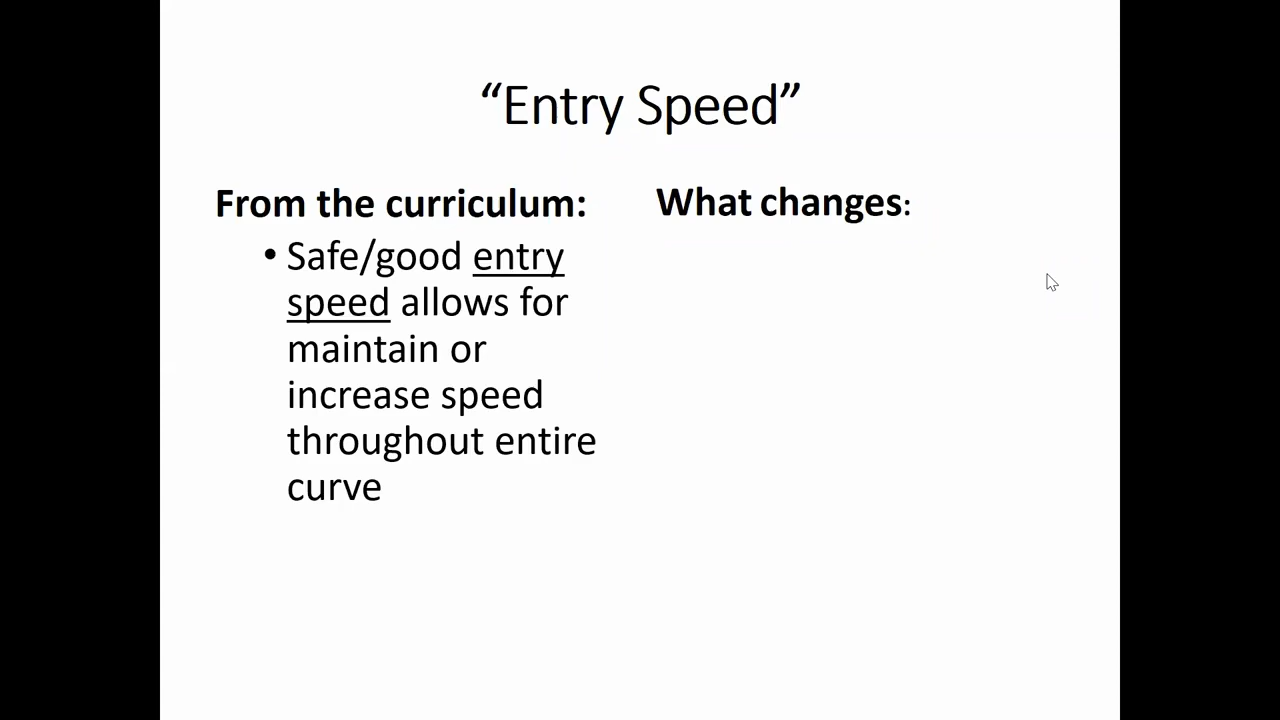 “Entry Speed”
From the curriculum:
• Safe/good entry
speed allows for
maintain or
increase speed
throughout entire
curve
What changes: